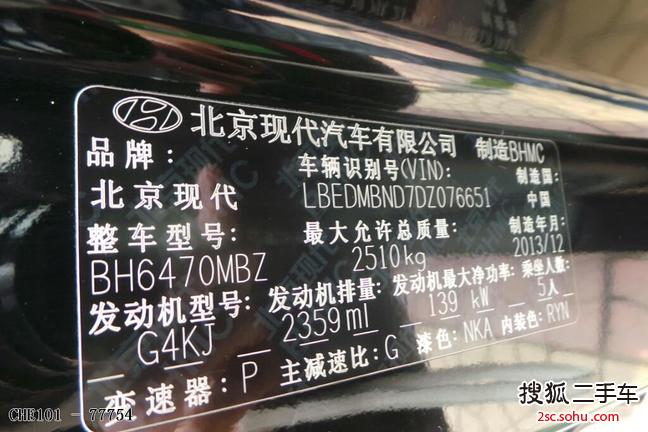 北京现代汽车有限公司 制造BHMC
品牌: 车辆识别号(VIN): 制造国:
北京现代 LBEDMBND7DZ076651 中国
整车型号: 最大允许总质量: 制造年月:
BH6470MBZ 2510kg 2013/12
发动机型号: 发动机排量: 发动机最大净功率: 乘坐人数:
G4KJ 2359ml 139 kW 5人
变速器: P 主减速比: G 漆色: NKA 内装色: RYN
CHE101 - 77754
搜狐二手车
2sc.sohu.com